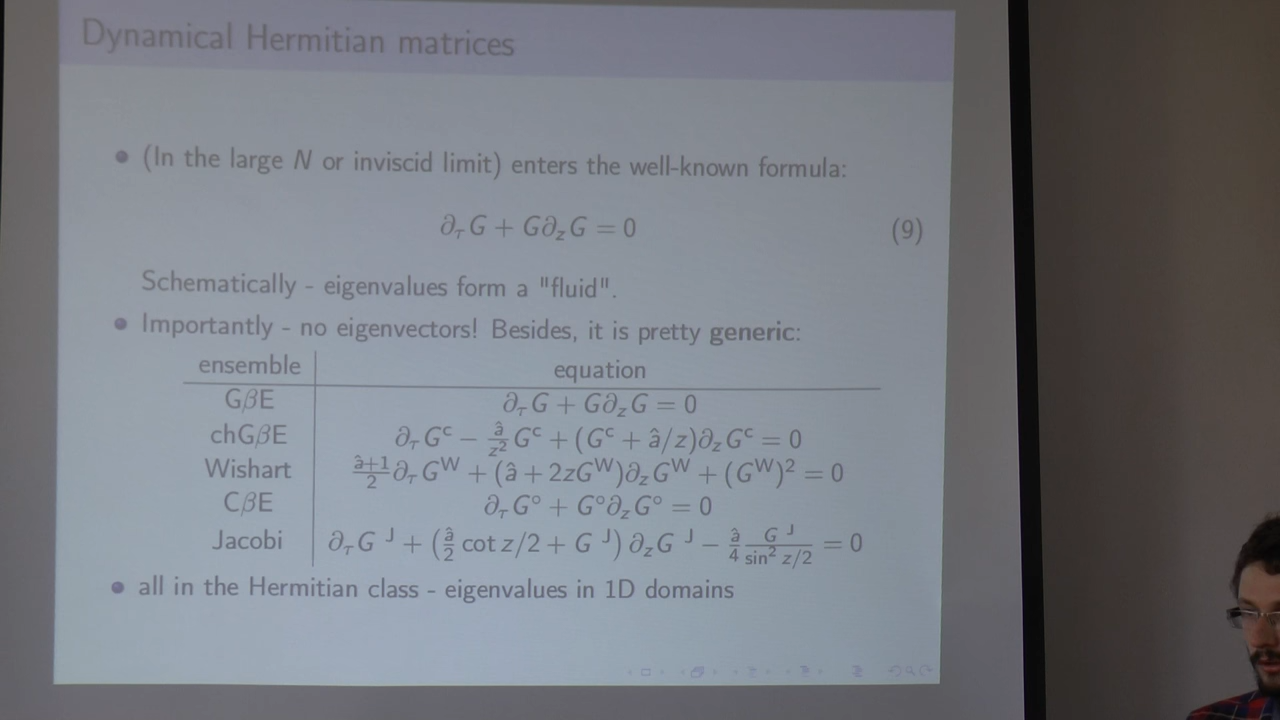 Dynamical Hermitian matrices
• (In the large N or inviscid limit) enters the well-known formula:
∂_τ G + G∂_z G = 0 (9)
Schematically - eigenvalues form a "fluid".
• Importantly - no eigenvectors! Besides, it is pretty generic:
ensemble equation
GβE ∂_τ G + G∂_z G = 0
chGβE ∂_τ G^c − â/z² G^c + (G^c + â/z)∂_z G^c = 0
Wishart (â+1)/2 ∂_τ G^W + (â + 2zG^W)∂_z G^W + (G^W)² = 0
CβE ∂_τ G° + G°∂_z G° = 0
Jacobi ∂_τ G^J + (â/2 cot z/2 + G^J) ∂_z G^J − â/4 G^J/sin² z/2 = 0
• all in the Hermitian class - eigenvalues in 1D domains